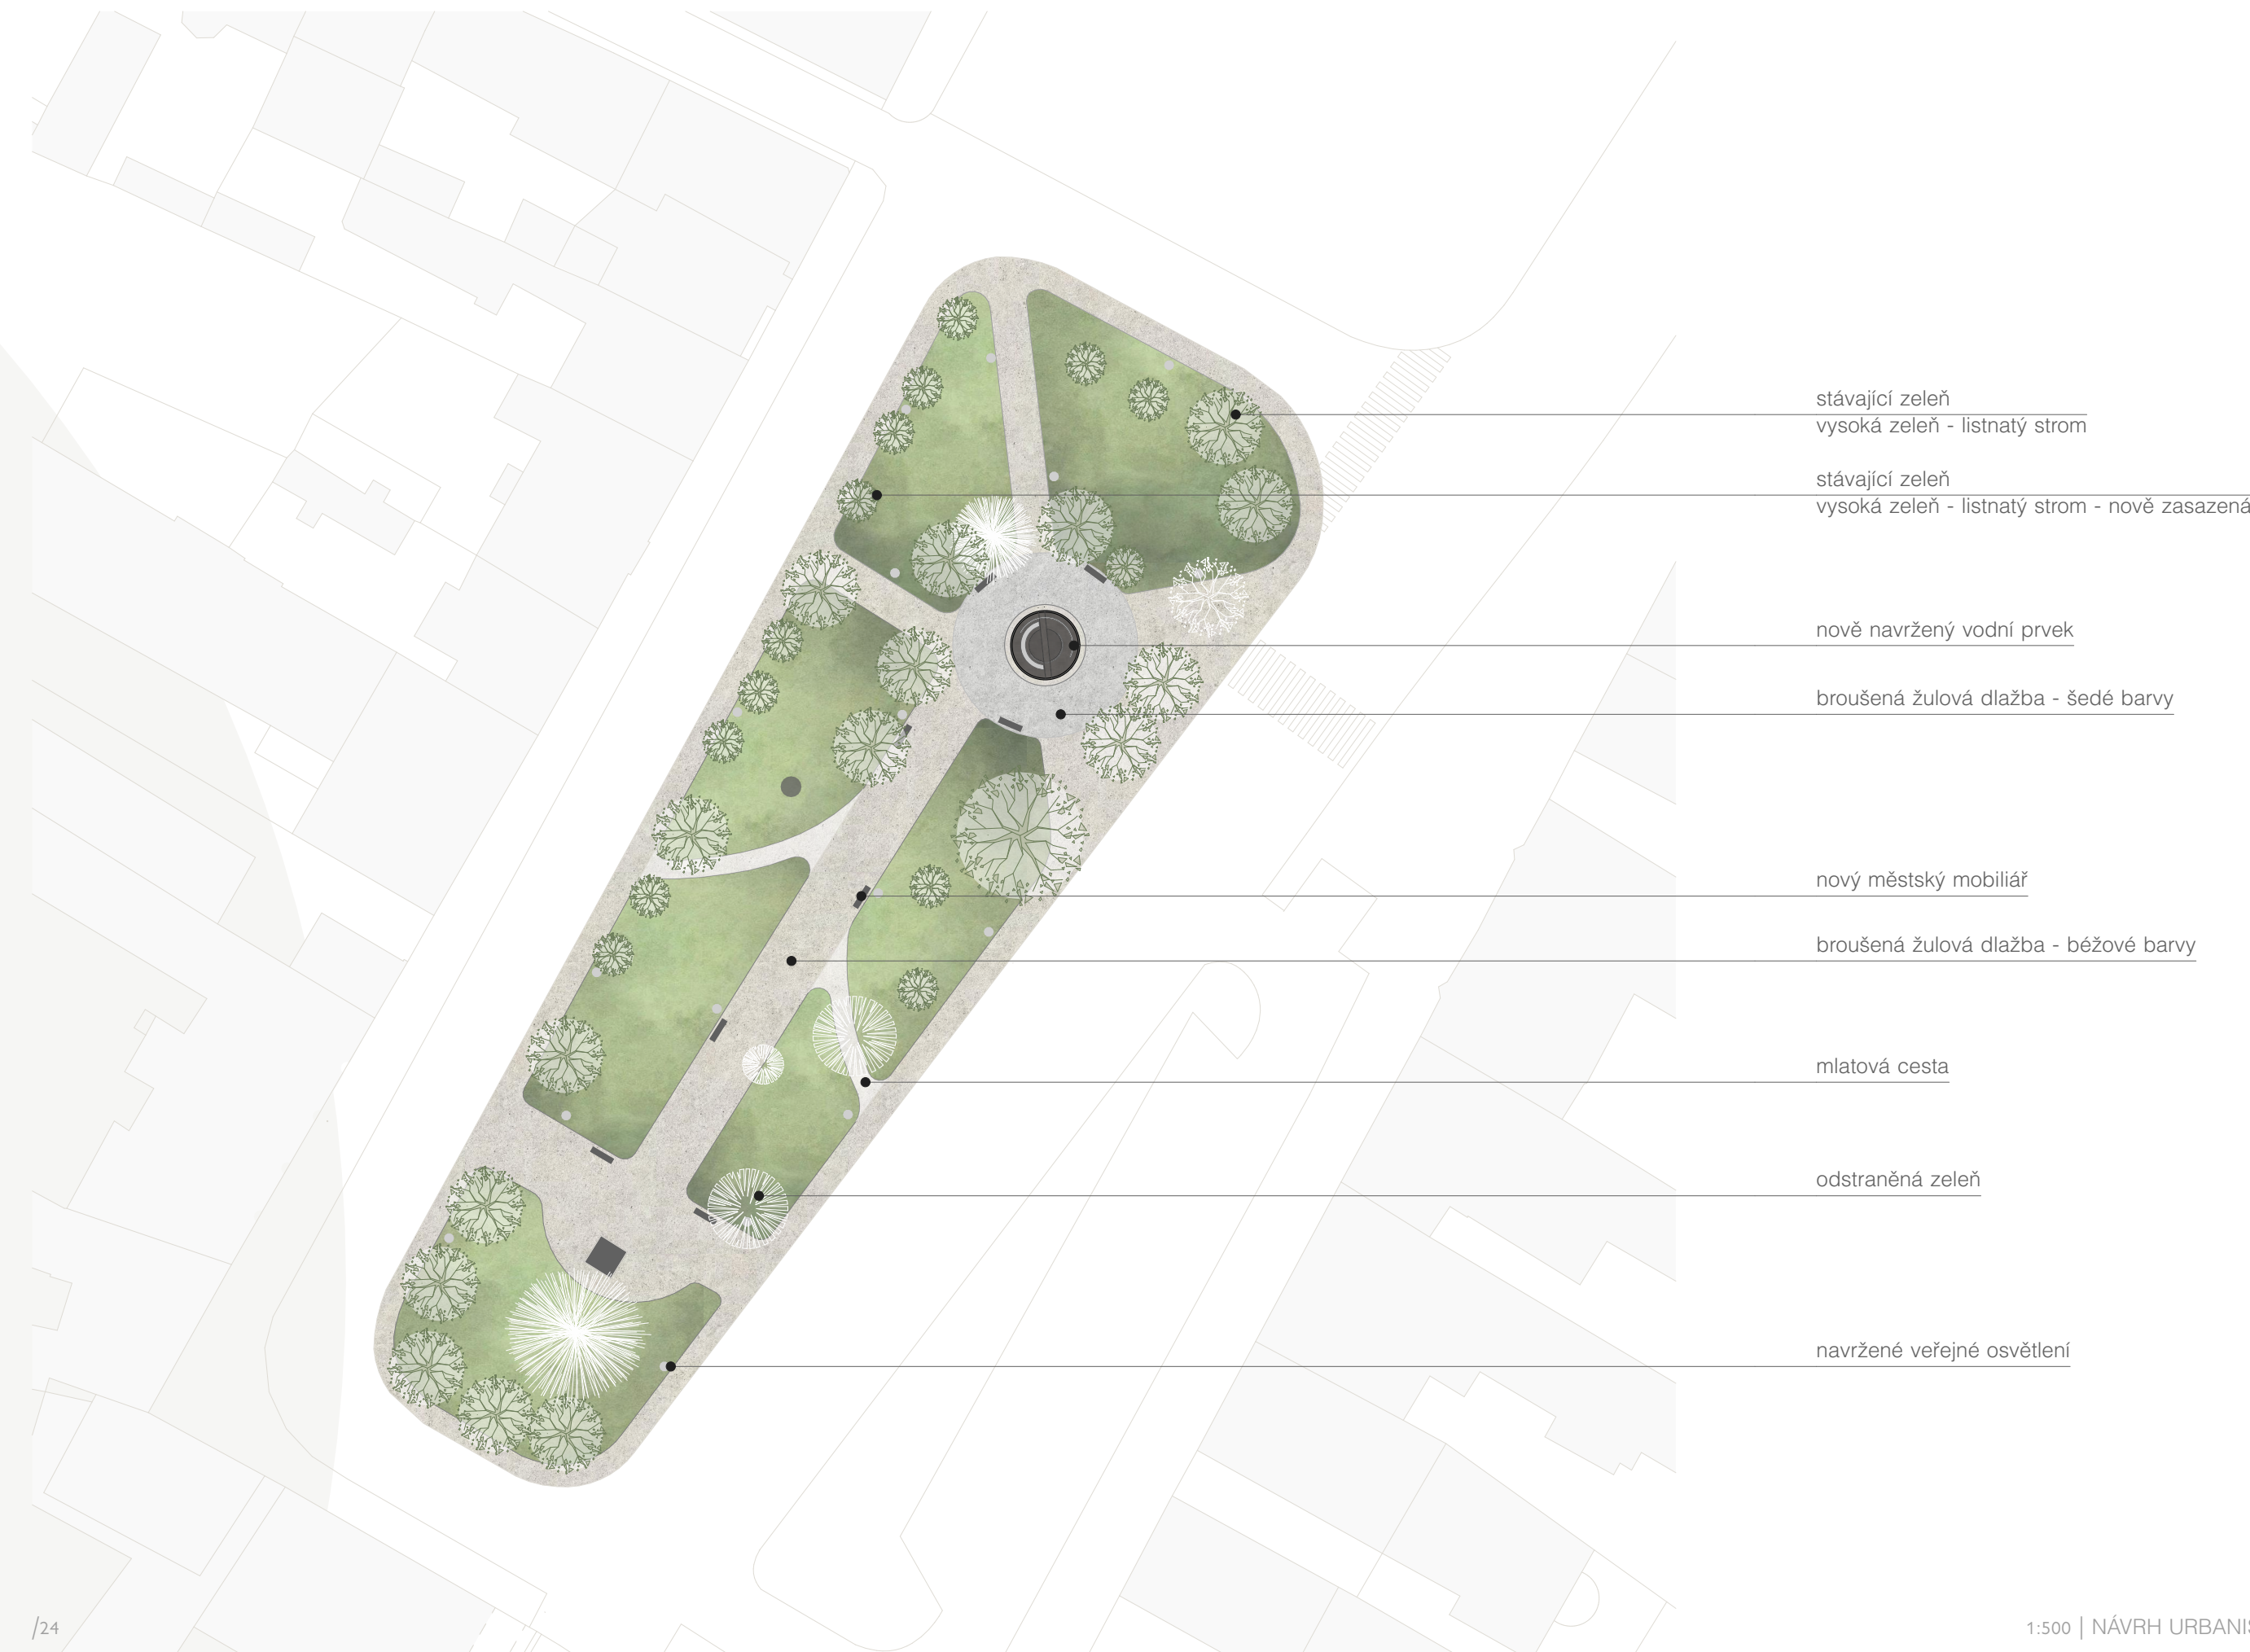 stávající zeleň
vysoká zeleň - listnatý strom
stávající zeleň
vysoká zeleň - listnatý strom - nově zasazená
nově navržený vodní prvek
broušená žulová dlažba - šedé barvy
nový městský mobiliář
broušená žulová dlažba - béžové barvy
mlatová cesta
odstraněná zeleň
navržené veřejné osvětlení
/24
1:500 | NÁVRH